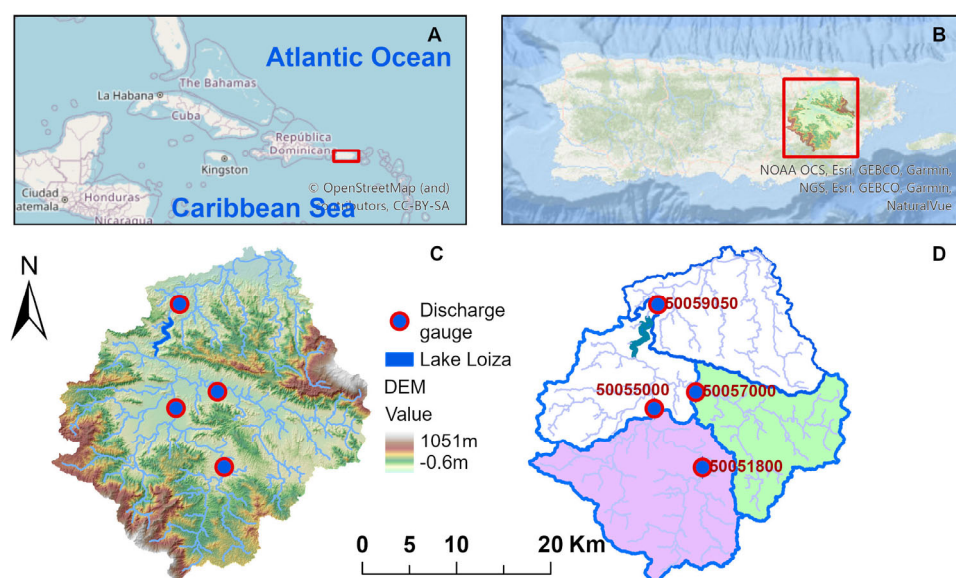 A
Atlantic Ocean
The Bahamas
La Habana
Cuba
República
Dominicana
Kingston
Ciudad
Guatemala
Honduras
Nicaragua
Caribbean Sea
© OpenStreetMap (and)
contributors, CC-BY-SA
B
NOAA OCS, Esri, GEBCO, Garmin,
NGS, Esri, GEBCO, Garmin,
NaturalVue
N
C
Discharge
gauge
Lake Loiza
DEM
Value
1051m
-0.6m
0 5 10 20 Km
D
50059050
50055000
50057000
50051800